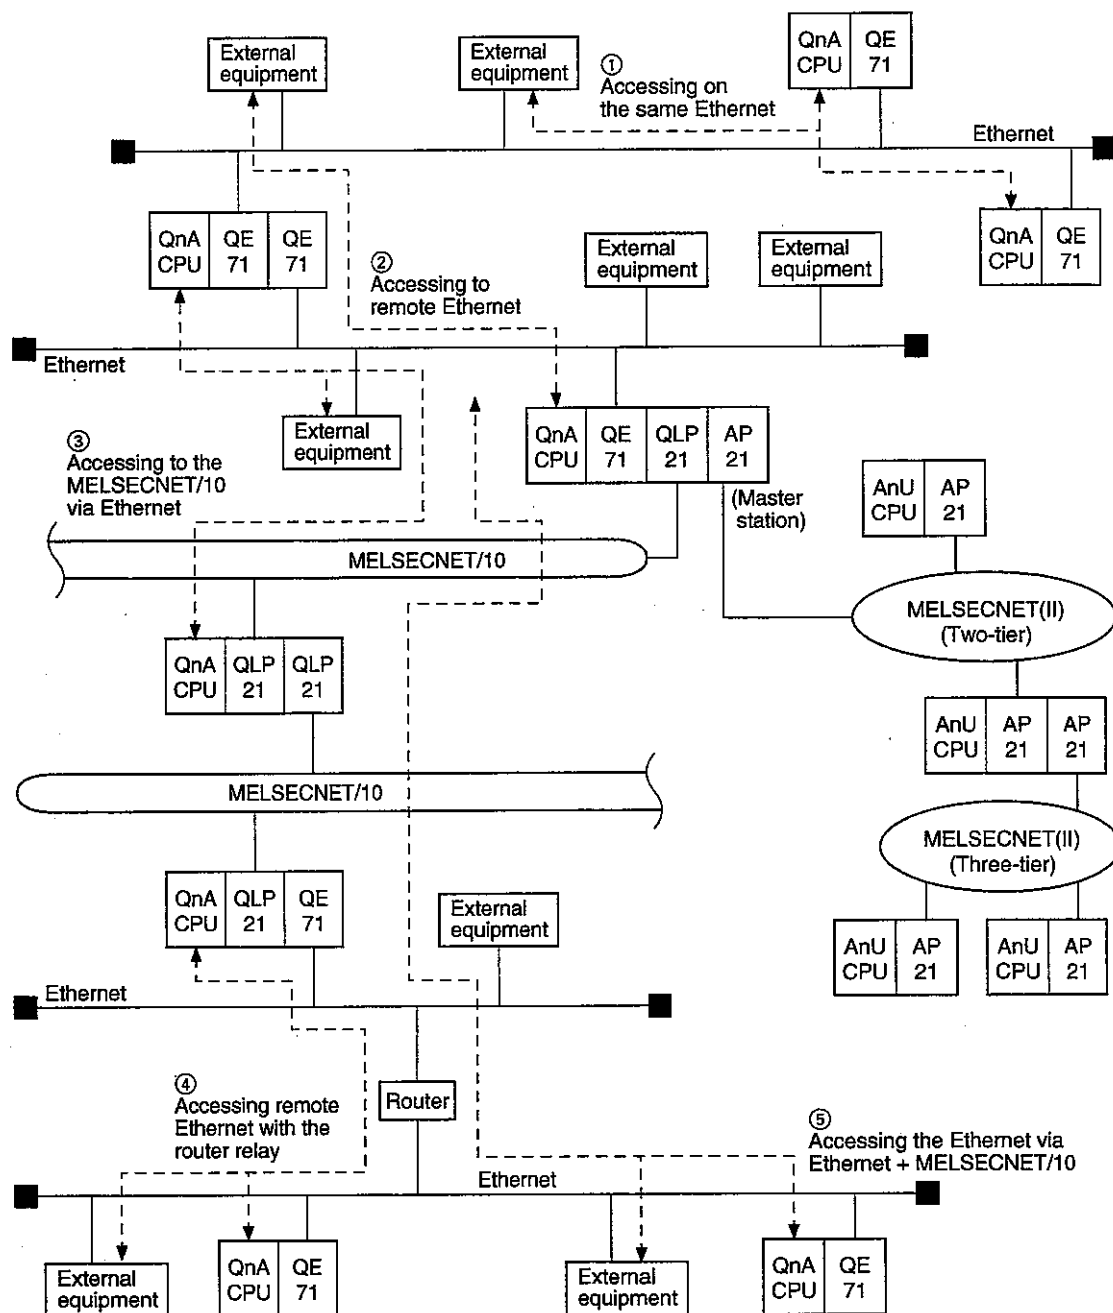 External
equipment
External
equipment
①
Accessing on
the same Ethernet
QnA
CPU
QE
71
Ethernet
QnA
CPU
QE
71
QE
71
②
Accessing to
remote Ethernet
External
equipment
External
equipment
QnA
CPU
QE
71
Ethernet
External
equipment
QnA
CPU
QE
71
QLP
21
AP
21
(Master
station)
③
Accessing to the
MELSECNET/10
via Ethernet
AnU
CPU
AP
21
MELSECNET/10
MELSECNET(II)
(Two-tier)
QnA
CPU
QLP
21
QLP
21
AnU
CPU
AP
21
AP
21
MELSECNET/10
MELSECNET(II)
(Three-tier)
QnA
CPU
QLP
21
QE
71
External
equipment
AnU
CPU
AP
21
AnU
CPU
AP
21
Ethernet
④
Accessing remote
Ethernet with the
router relay
Router
⑤
Accessing the Ethernet via
Ethernet + MELSECNET/10
Ethernet
External
equipment
QnA
CPU
QE
71
External
equipment
QnA
CPU
QE
71